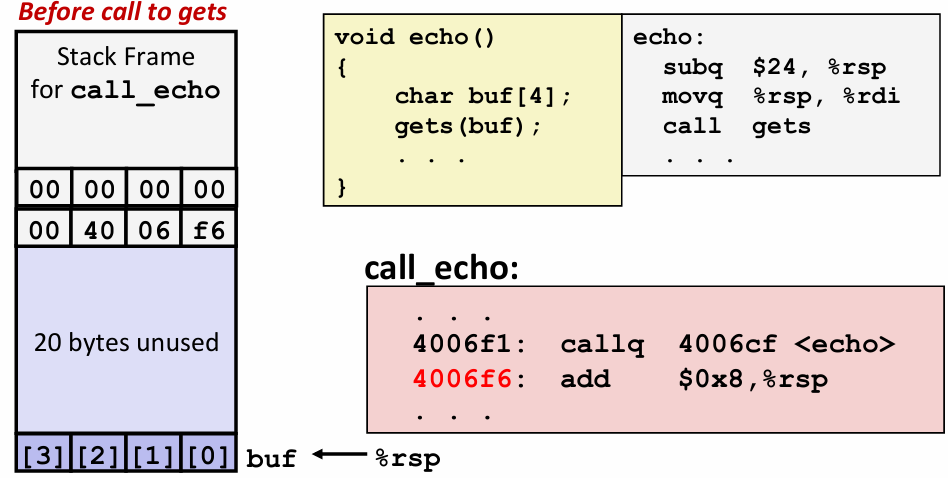 Before call to gets
Stack Frame
for call_echo
00 00 00 00
00 40 06 f6
20 bytes unused
[3] [2] [1] [0] buf %rsp
void echo()
{
char buf[4];
gets(buf);
. . .
}
echo:
subq $24, %rsp
movq %rsp, %rdi
call gets
. . .
call_echo:
. . .
4006f1: callq 4006cf <echo>
4006f6: add $0x8,%rsp
. . .